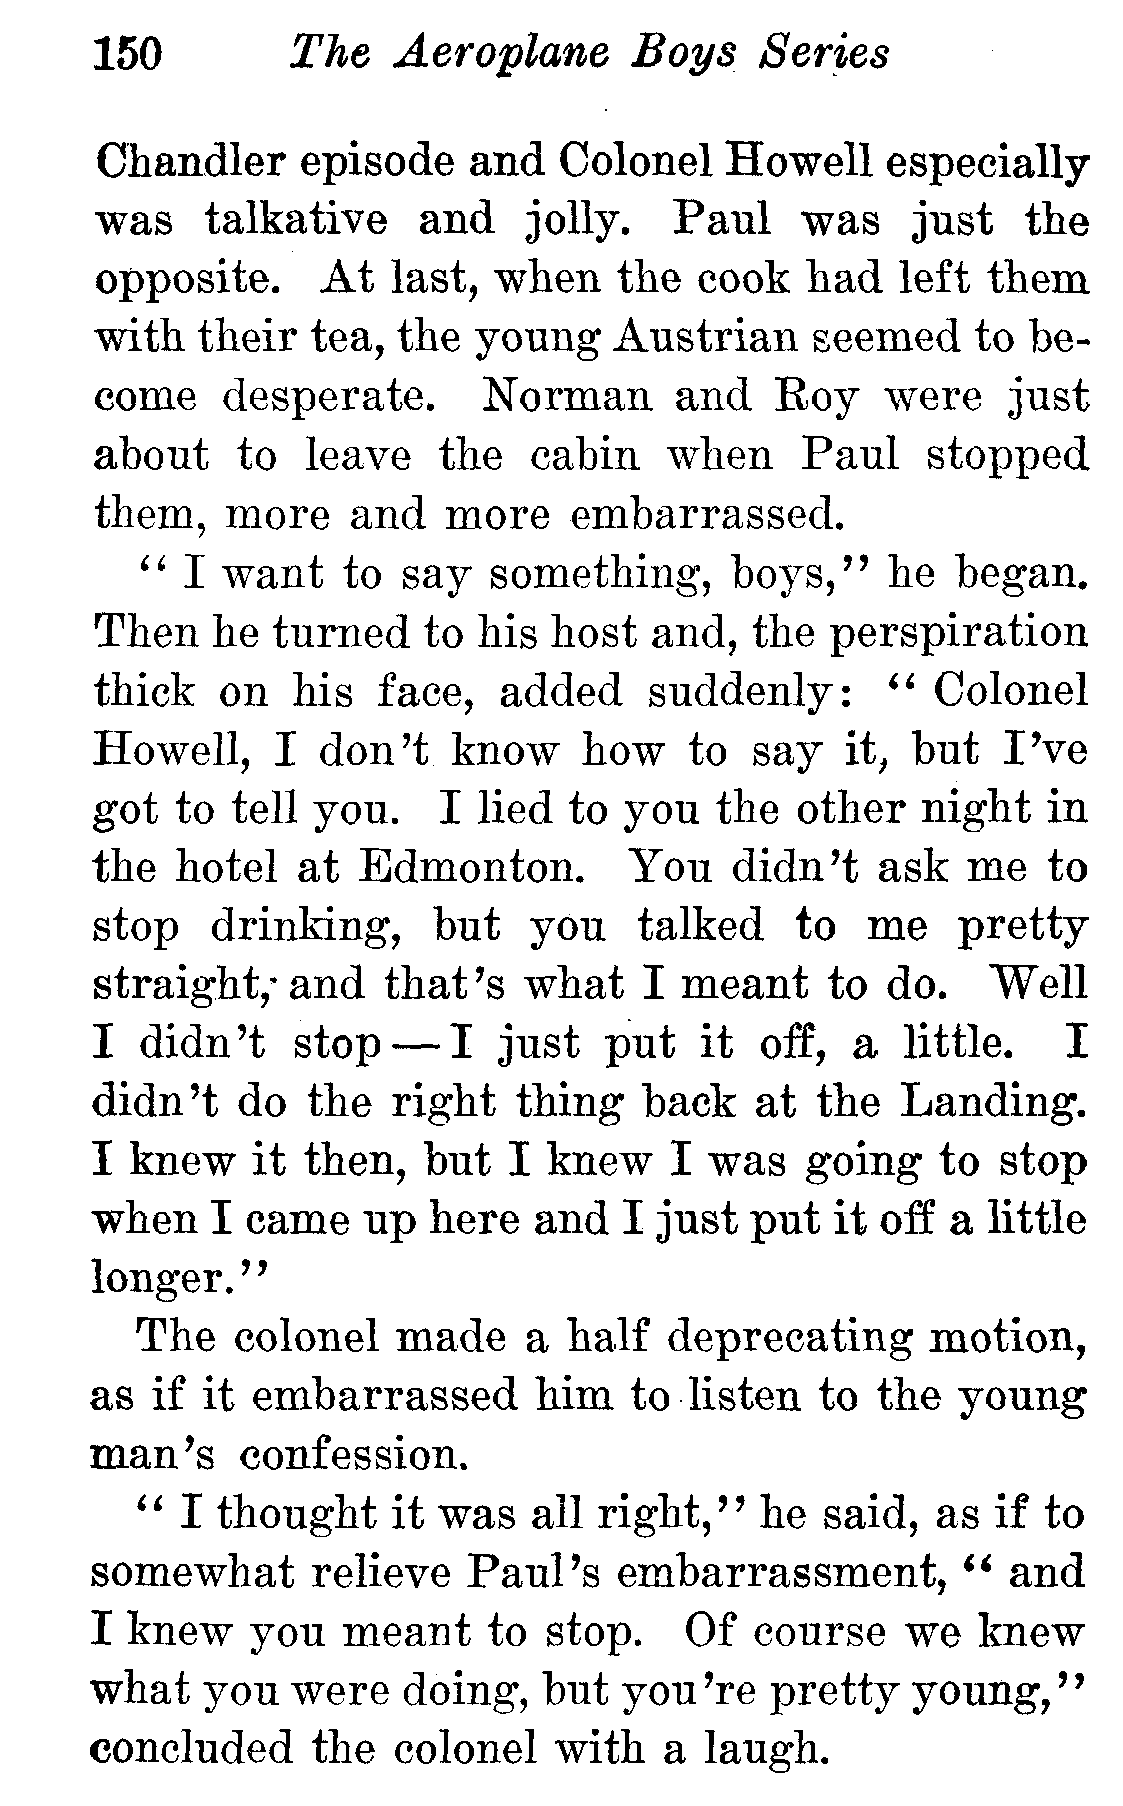 150 The Aeroplane Boys Series
Chandler episode and Colonel Howell especially
was talkative and jolly. Paul was just the
opposite. At last, when the cook had left them
with their tea, the young Austrian seemed to be-
come desperate. Norman and Roy were just
about to leave the cabin when Paul stopped
them, more and more embarrassed.
“ I want to say something, boys,” he began.
Then he turned to his host and, the perspiration
thick on his face, added suddenly: “ Colonel
Howell, I don’t know how to say it, but I’ve
got to tell you. I lied to you the other night in
the hotel at Edmonton. You didn’t ask me to
stop drinking, but you talked to me pretty
straight, and that’s what I meant to do. Well
I didn’t stop — I just put it off, a little. I
didn’t do the right thing back at the Landing.
I knew it then, but I knew I was going to stop
when I came up here and I just put it off a little
longer.”
The colonel made a half deprecating motion,
as if it embarrassed him to listen to the young
man’s confession.
“ I thought it was all right,” he said, as if to
somewhat relieve Paul’s embarrassment, “ and
I knew you meant to stop. Of course we knew
what you were doing, but you’re pretty young,”
concluded the colonel with a laugh.